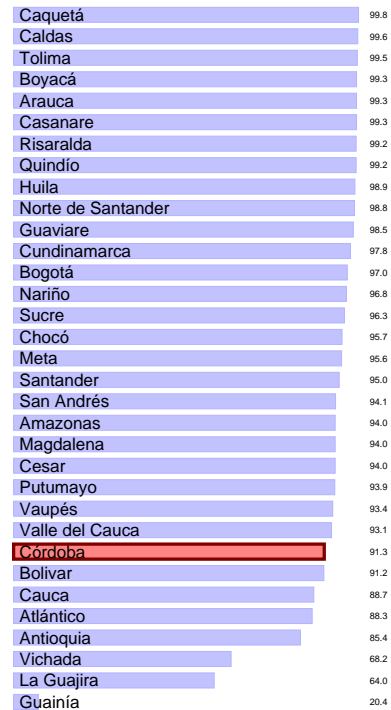 Caquetá 99.8
Caldas 99.6
Tolima 99.5
Boyacá 99.3
Arauca 99.3
Casanare 99.3
Risaralda 99.2
Quindío 99.2
Huila 98.9
Norte de Santander 98.8
Guaviare 98.5
Cundinamarca 97.8
Bogotá 97.0
Nariño 96.8
Sucre 96.3
Chocó 95.7
Meta 95.6
Santander 95.0
San Andrés 94.1
Amazonas 94.0
Magdalena 94.0
Cesar 94.0
Putumayo 93.9
Vaupés 93.4
Valle del Cauca 93.1
Córdoba 91.3
Bolivar 91.2
Cauca 88.7
Atlántico 88.3
Antioquia 85.4
Vichada 68.2
La Guajira 64.0
Guainía 20.4